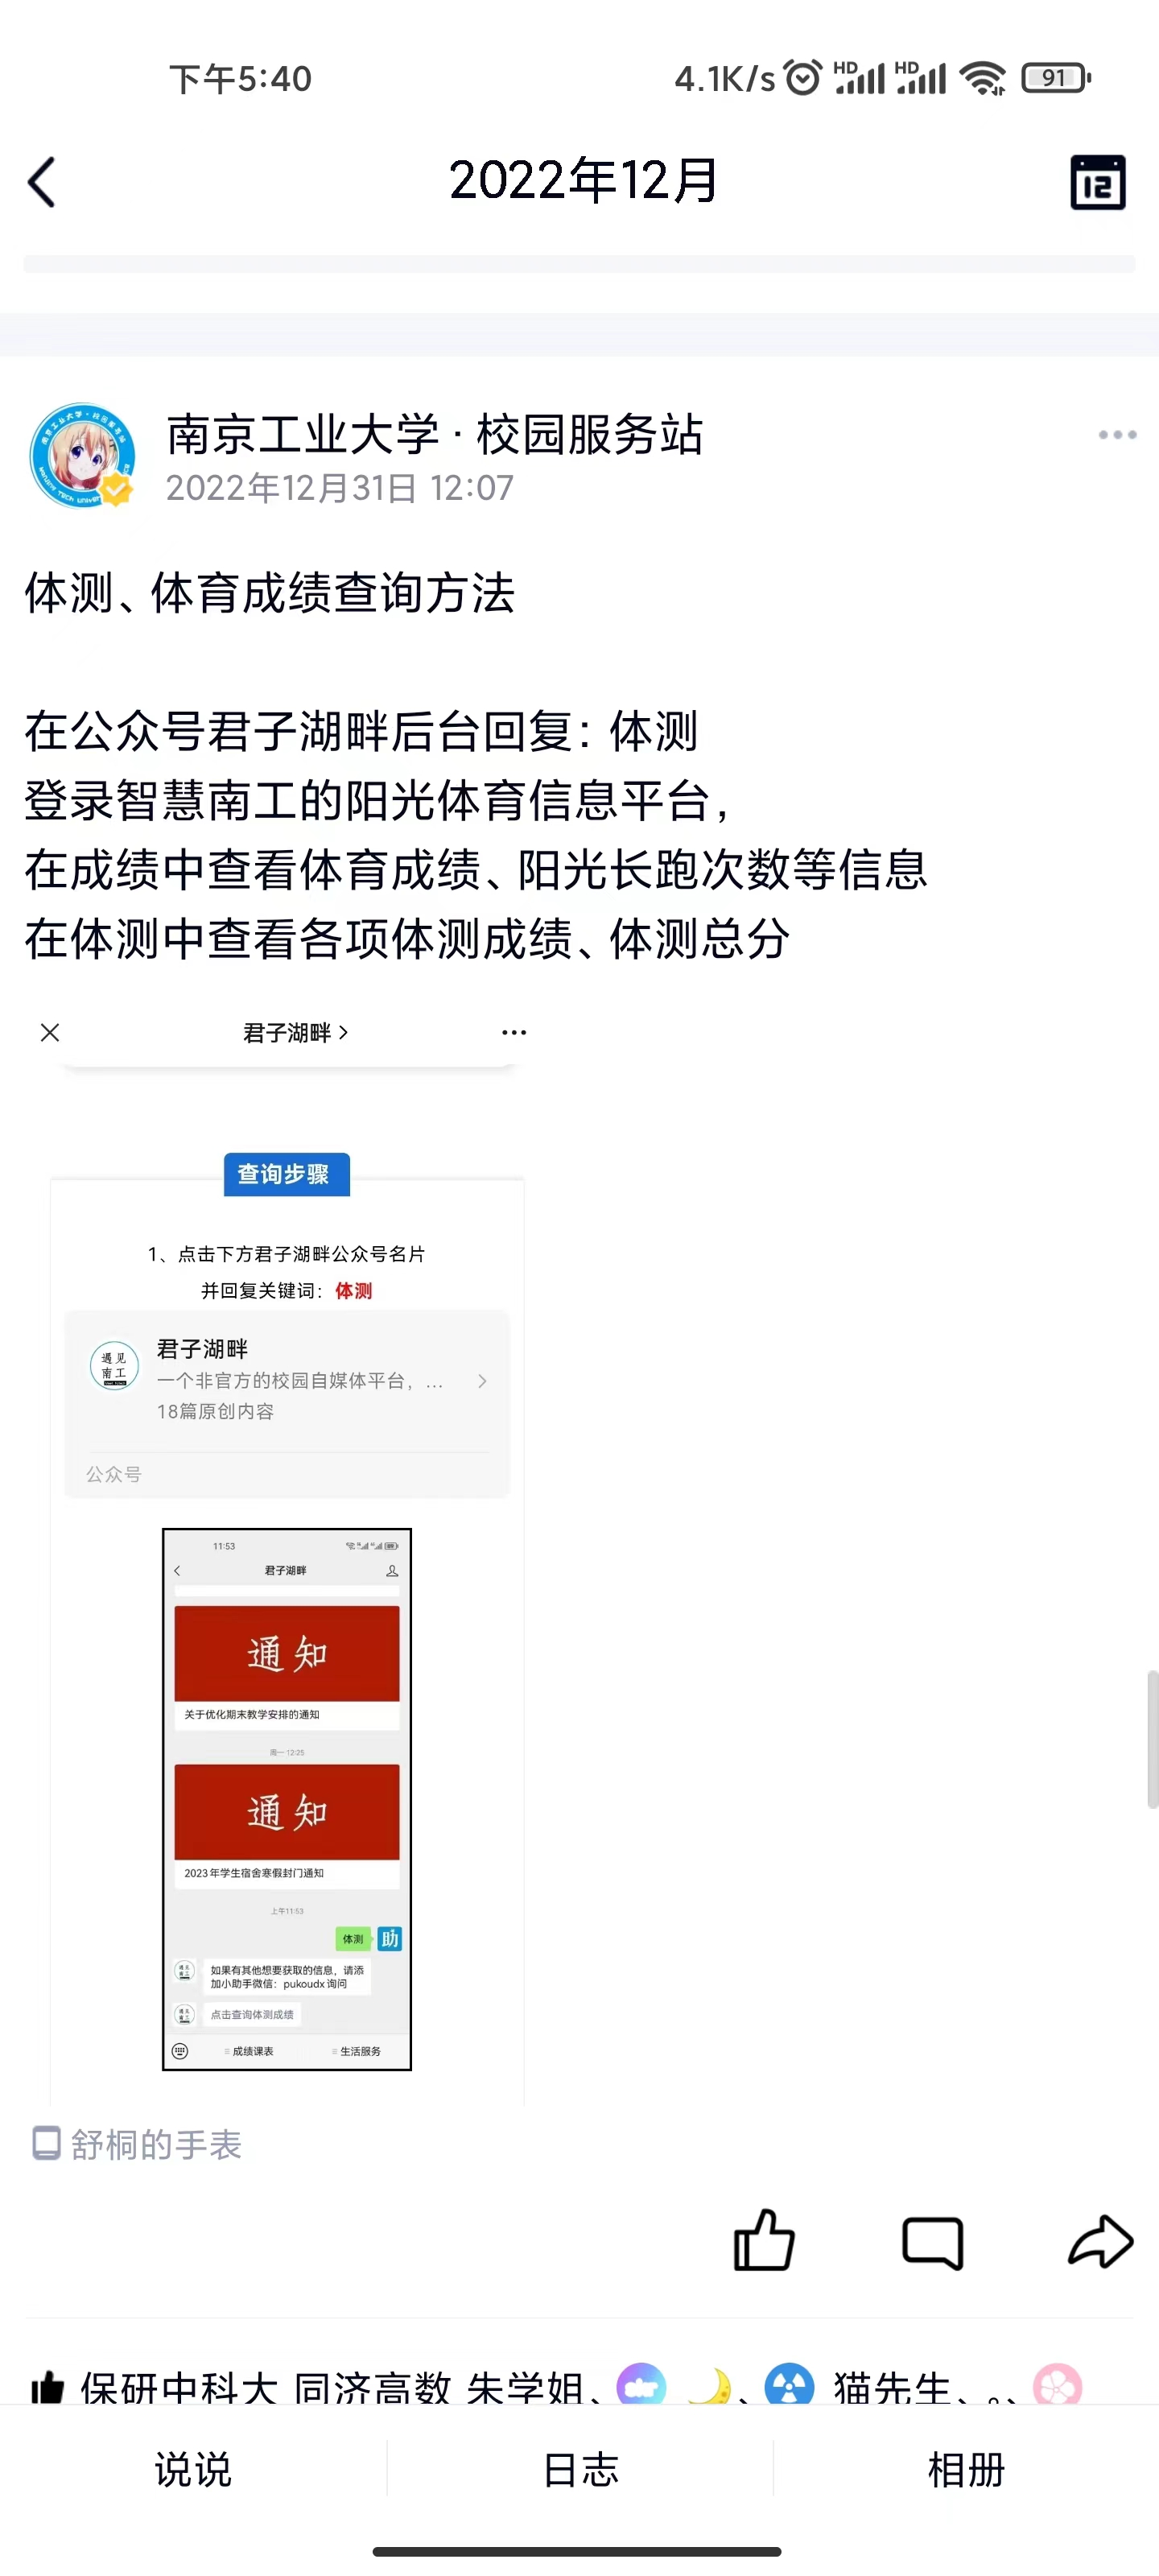 下午5:40
4.1K/s HD HD 91
2022年12月
12
南京工业大学·校园服务站
2022年12月31日 12:07
体测、体育成绩查询方法
在公众号君子湖畔后台回复：体测
登录智慧南工的阳光体育信息平台，
在成绩中查看体育成绩、阳光长跑次数等信息
在体测中查看各项体测成绩、体测总分
君子湖畔
查询步骤
1、点击下方君子湖畔公众号名片
并回复关键词：体测
遇见
南工
君子湖畔
一个非官方的校园自媒体平台，...
18篇原创内容
公众号
11:53
君子湖畔
通知
关于优化期末教学安排的通知
周一 12:25
通知
2023年学生宿舍寒假封门通知
上午11:53
体测
助
如果有其他想要获取的信息，请添
加小助手微信：pukoudx 询问
点击查询体测成绩
成绩课表
生活服务
舒桐的手表
保研中科大 同济高数 朱学姐、、 猫先生、。、
说说
日志
相册